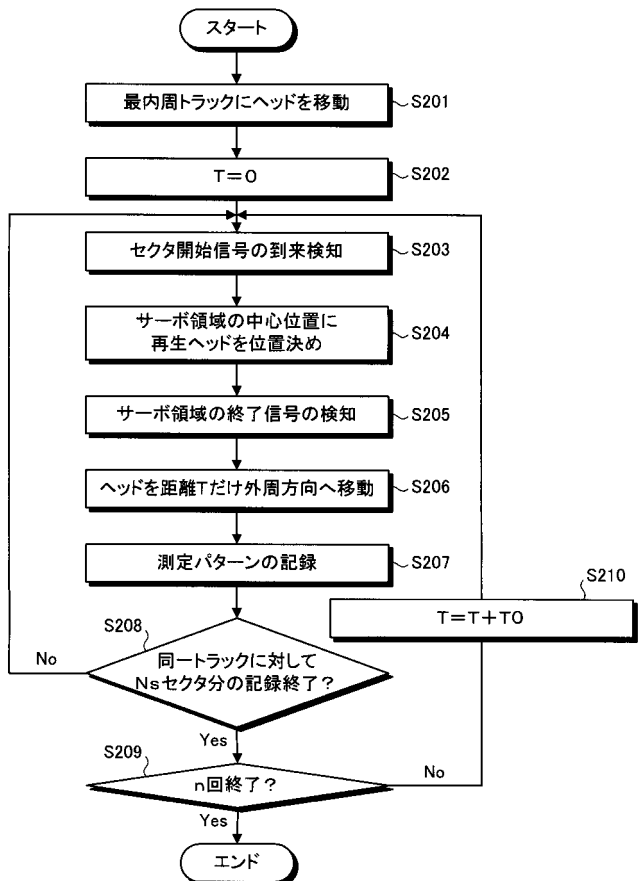 スタート
最内周トラックにヘッドを移動
S201
T=0
S202
セクタ開始信号の到来検知
S203
サーボ領域の中心位置に
再生ヘッドを位置決め
S204
サーボ領域の終了信号の検知
S205
ヘッドを距離Tだけ外周方向へ移動
S206
測定パターンの記録
S207
S210
T=T+T0
S208
同一トラックに対して
Nsセクタ分の記録終了?
No
Yes
S209
n回終了?
No
Yes
エンド